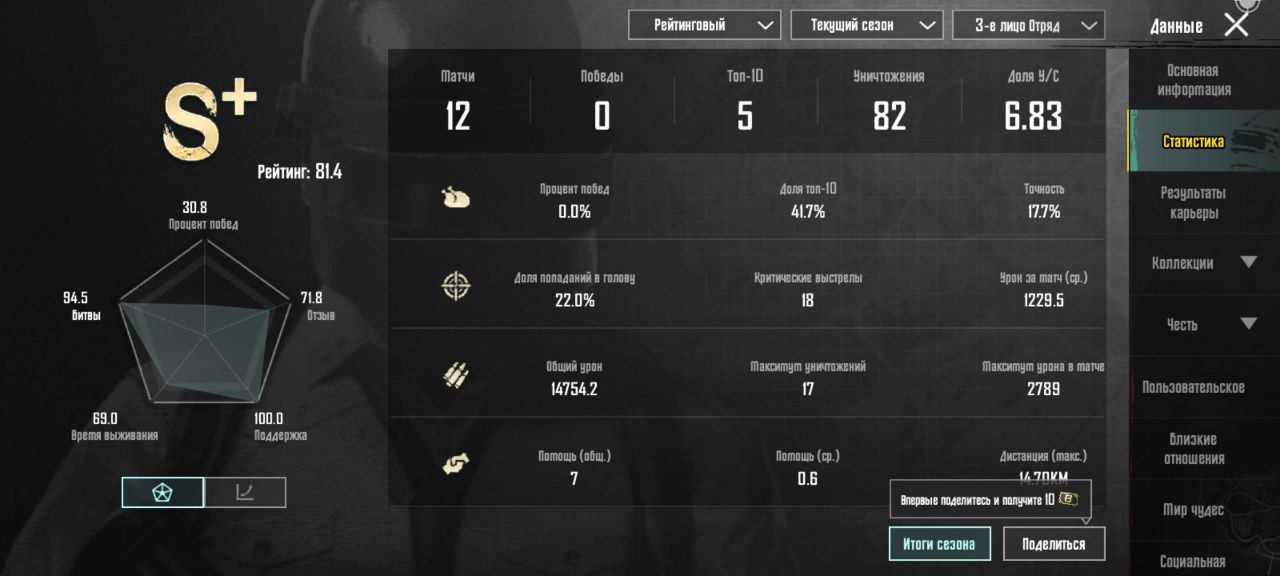 Рейтинговый
Текущий сезон
3-е лицо Отряд
Данные
S+
Рейтинг: 81.4
30.8
Процент побед
94.5
Битвы
71.8
Отзыв
69.0
Время выживания
100.0
Поддержка
Матчи
12
Победы
0
Топ-10
5
Уничтожения
82
Доля У/С
6.83
Процент побед
0.0%
Доля топ-10
41.7%
Точность
17.7%
Доля попаданий в голову
22.0%
Критические выстрелы
18
Урон за матч (ср.)
1229.5
Общий урон
14754.2
Максимум уничтожений
17
Максимум урона в матче
2789
Помощь (общ.)
7
Помощь (ср.)
0.6
Дистанция (макс.)
14.70KM
Впервые поделитесь и получите 10
Итоги сезона
Поделиться
Основная
информация
Статистика
Результаты
карьеры
Коллекции
Честь
Пользовательское
Близкие
отношения
Мир чудес
Социальная